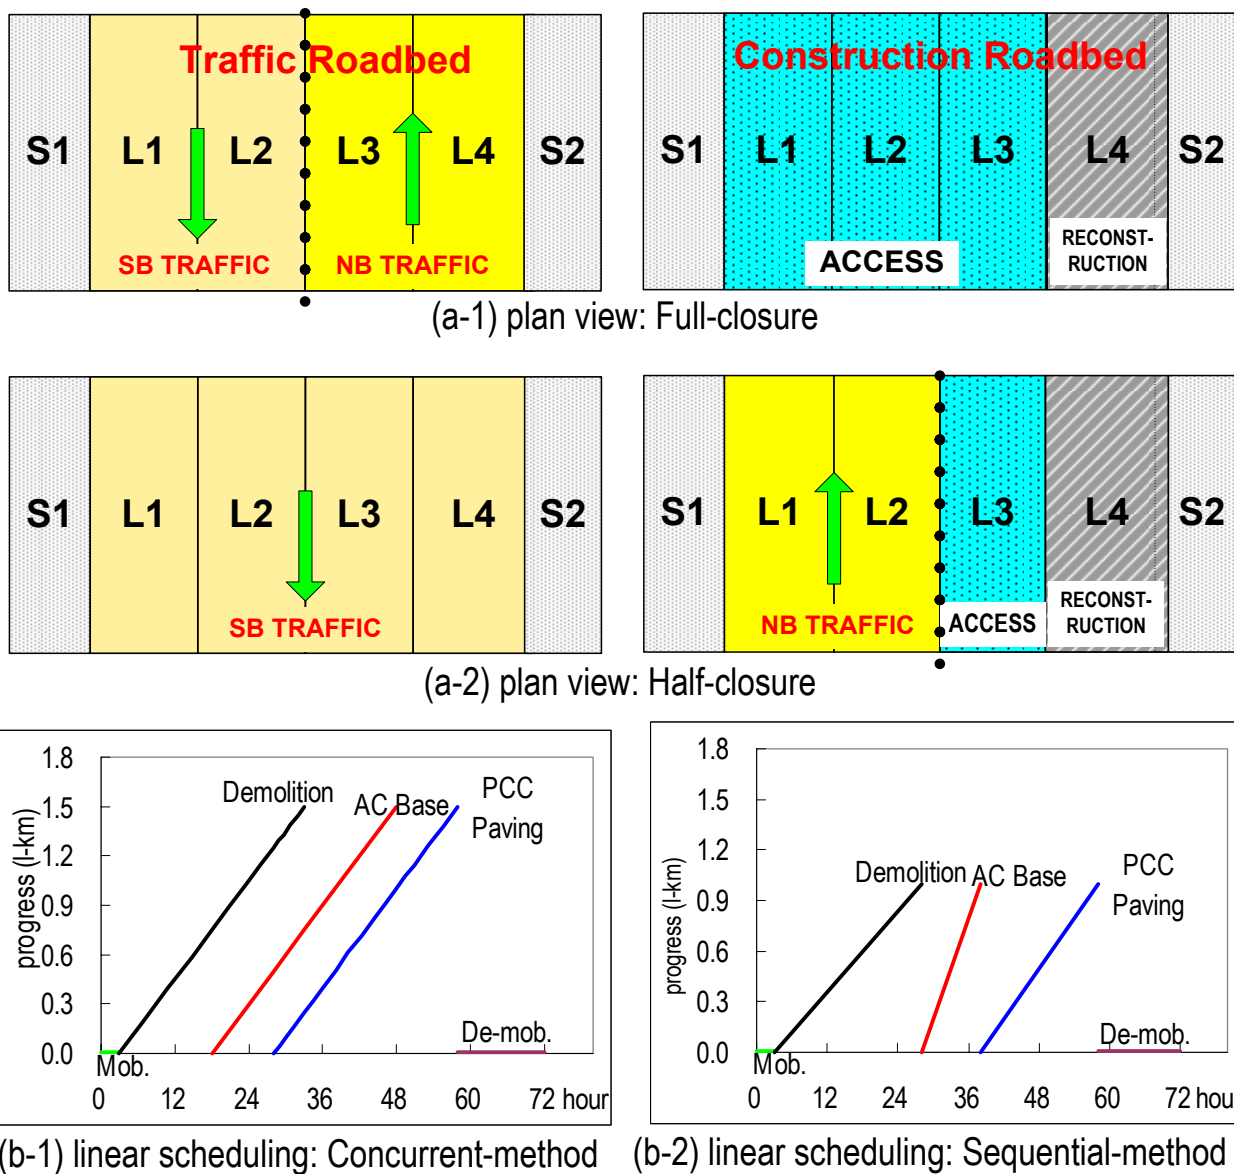 Traffic Roadbed
S1 L1 L2 L3 L4 S2
SB TRAFFIC NB TRAFFIC
Construction Roadbed
S1 L1 L2 L3 L4 S2
ACCESS
RECONST-
RUCTION
(a-1) plan view: Full-closure
S1 L1 L2 L3 L4 S2
SB TRAFFIC
S1 L1 L2 L3 L4 S2
NB TRAFFIC ACCESS
RECONST-
RUCTION
(a-2) plan view: Half-closure
progress (l-km)
1.8
1.5
1.2
0.9
0.6
0.3
0.0
Demolition
AC Base
PCC
Paving
De-mob.
Mob.
0 12 24 36 48 60 72 hour
(b-1) linear scheduling: Concurrent-method
progress (l-km)
1.8
1.5
1.2
0.9
0.6
0.3
0.0
Demolition
AC Base
PCC
Paving
De-mob.
Mob.
0 12 24 36 48 60 72 hou
(b-2) linear scheduling: Sequential-method